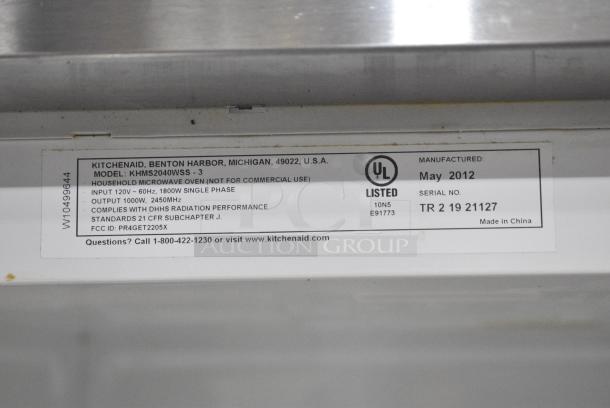 W10499644
KITCHENAID, BENTON HARBOR, MICHIGAN, 49022, U.S.A.
MODEL: KHMS2040WSS - 3
HOUSEHOLD MICROWAVE OVEN (NOT FOR COMMERCIAL USE)
INPUT 120V ~ 60Hz, 1800W SINGLE PHASE
OUTPUT 1000W, 2450MHz
COMPLIES WITH DHHS RADIATION PERFORMANCE
STANDARDS 21 CFR SUBCHAPTER J.
FCC ID: PR4GET2205X
Questions? Call 1-800-422-1230 or visit www.kitchenaid.com
UL
LISTED
10N5
E91773
MANUFACTURED:
May 2012
SERIAL NO.
TR 2 19 21127
Made in China
PCI
AUCTION GROUP